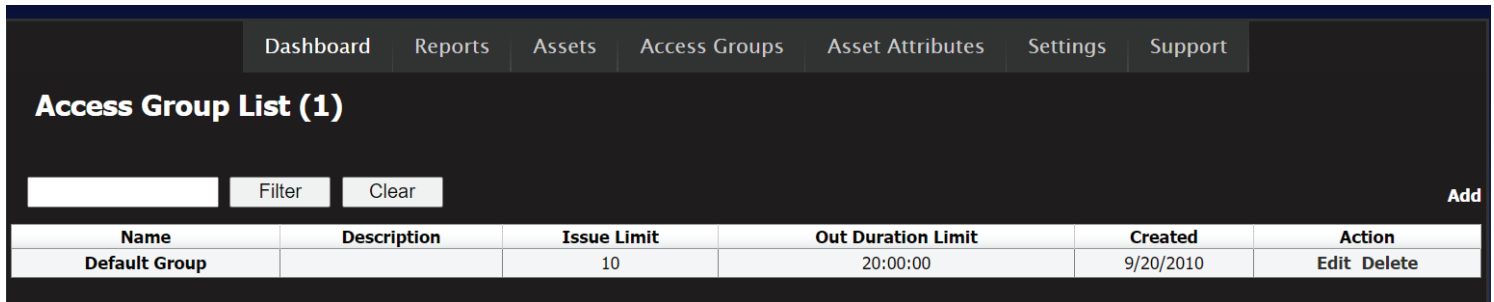 Dashboard Reports Assets Access Groups Asset Attributes Settings Support
Access Group List (1)
Filter Clear Add
Name Description Issue Limit Out Duration Limit Created Action
Default Group 10 20:00:00 9/20/2010 Edit Delete